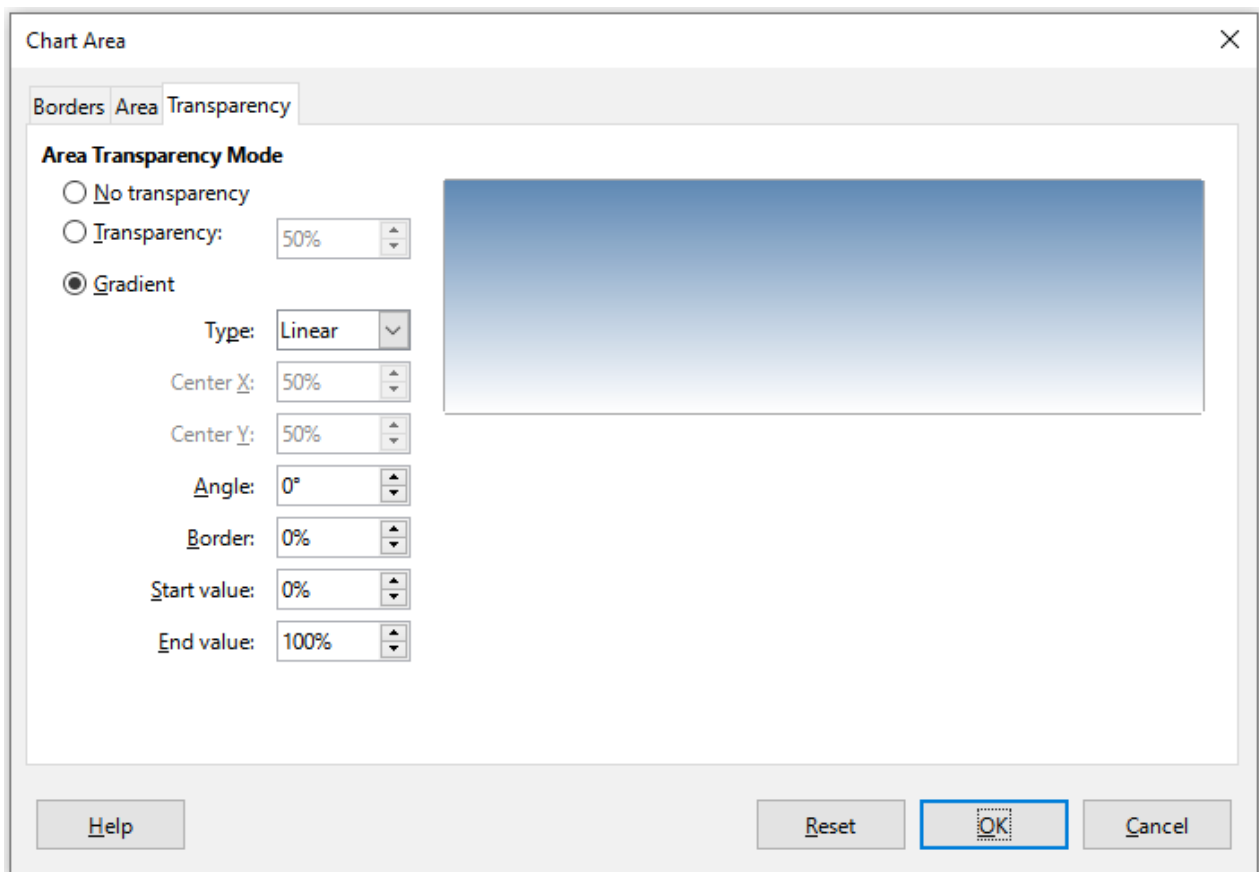 Chart Area
Borders Area Transparency
Area Transparency Mode
No transparency
Transparency: 50%
Gradient
Type: Linear
Center X: 50%
Center Y: 50%
Angle: 0°
Border: 0%
Start value: 0%
End value: 100%
Help Reset OK Cancel